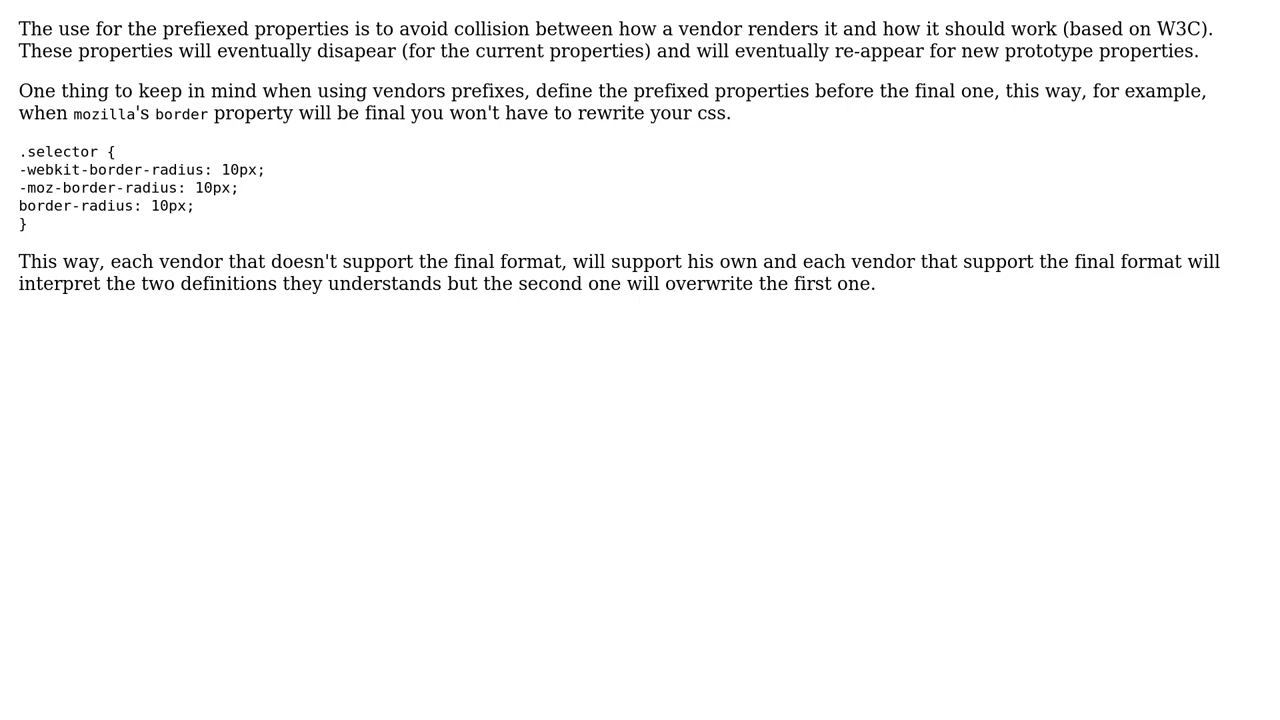 The use for the prefiexed properties is to avoid collision between how a vendor renders it and how it should work (based on W3C).
These properties will eventually disapear (for the current properties) and will eventually re-appear for new prototype properties.
One thing to keep in mind when using vendors prefixes, define the prefixed properties before the final one, this way, for example,
when mozilla's border property will be final you won't have to rewrite your css.
.selector {
-webkit-border-radius: 10px;
-moz-border-radius: 10px;
border-radius: 10px;
}
This way, each vendor that doesn't support the final format, will support his own and each vendor that support the final format will
interpret the two definitions they understands but the second one will overwrite the first one.